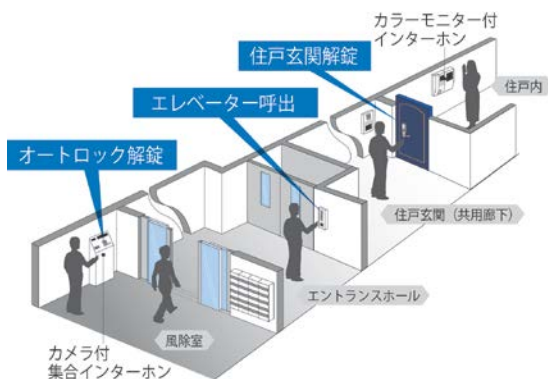 カラーモニター付
インターホン
住戸玄関解錠
住戸内
エレベーター呼出
オートロック解錠
住戸玄関（共用廊下）
エントランスホール
風除室
カメラ付
集合インターホン